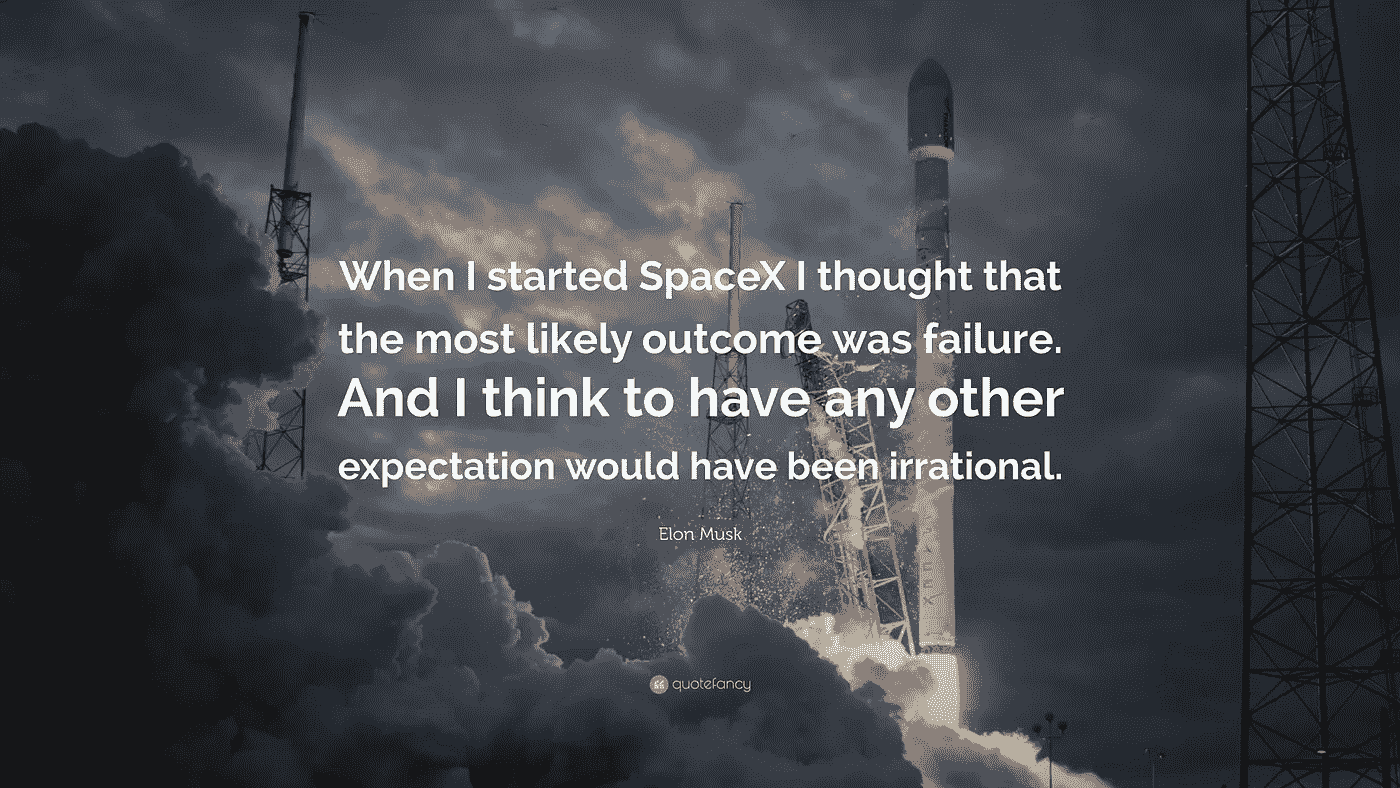 When I started SpaceX I thought that
the most likely outcome was failure.
And I think to have any other
expectation would have been irrational.
Elon Musk
quotefancy